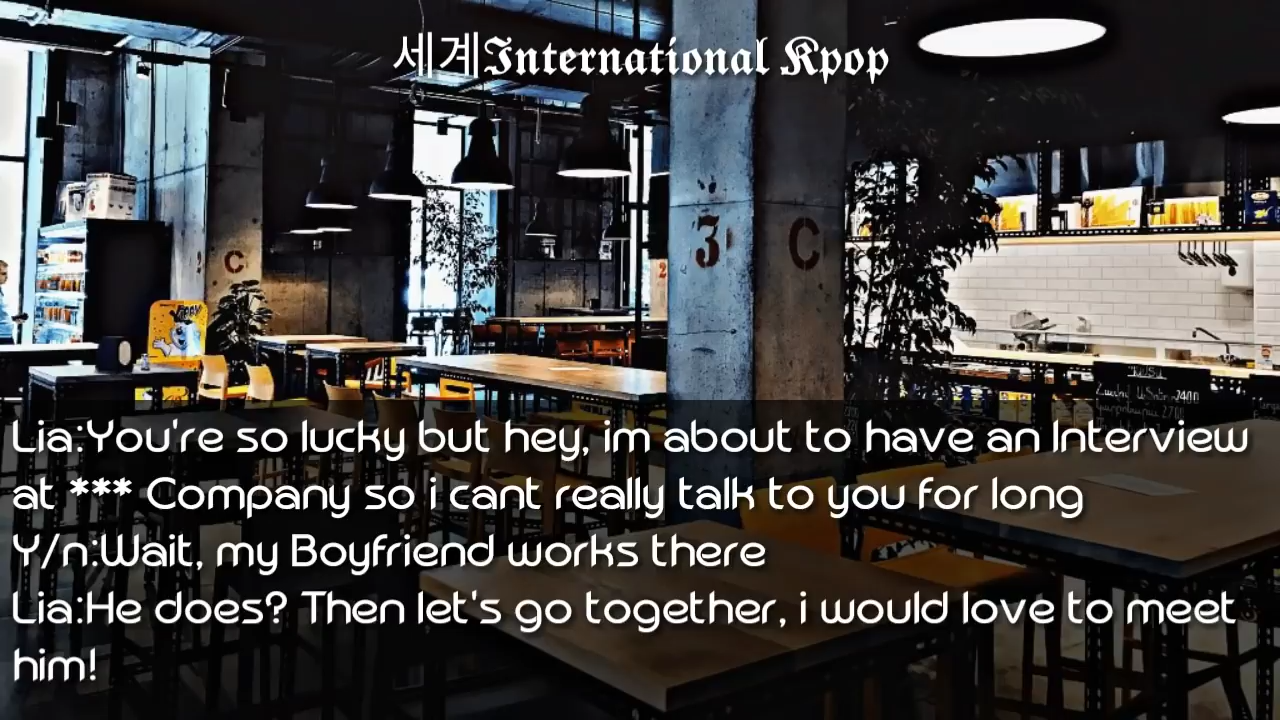 세계International Kpop
C
3
C
2
Lia:You're so lucky but hey, im about to have an Interview
at *** Company so i cant really talk to you for long
Y/n:Wait, my Boyfriend works there
Lia:He does? Then let's go together, i would love to meet
him!